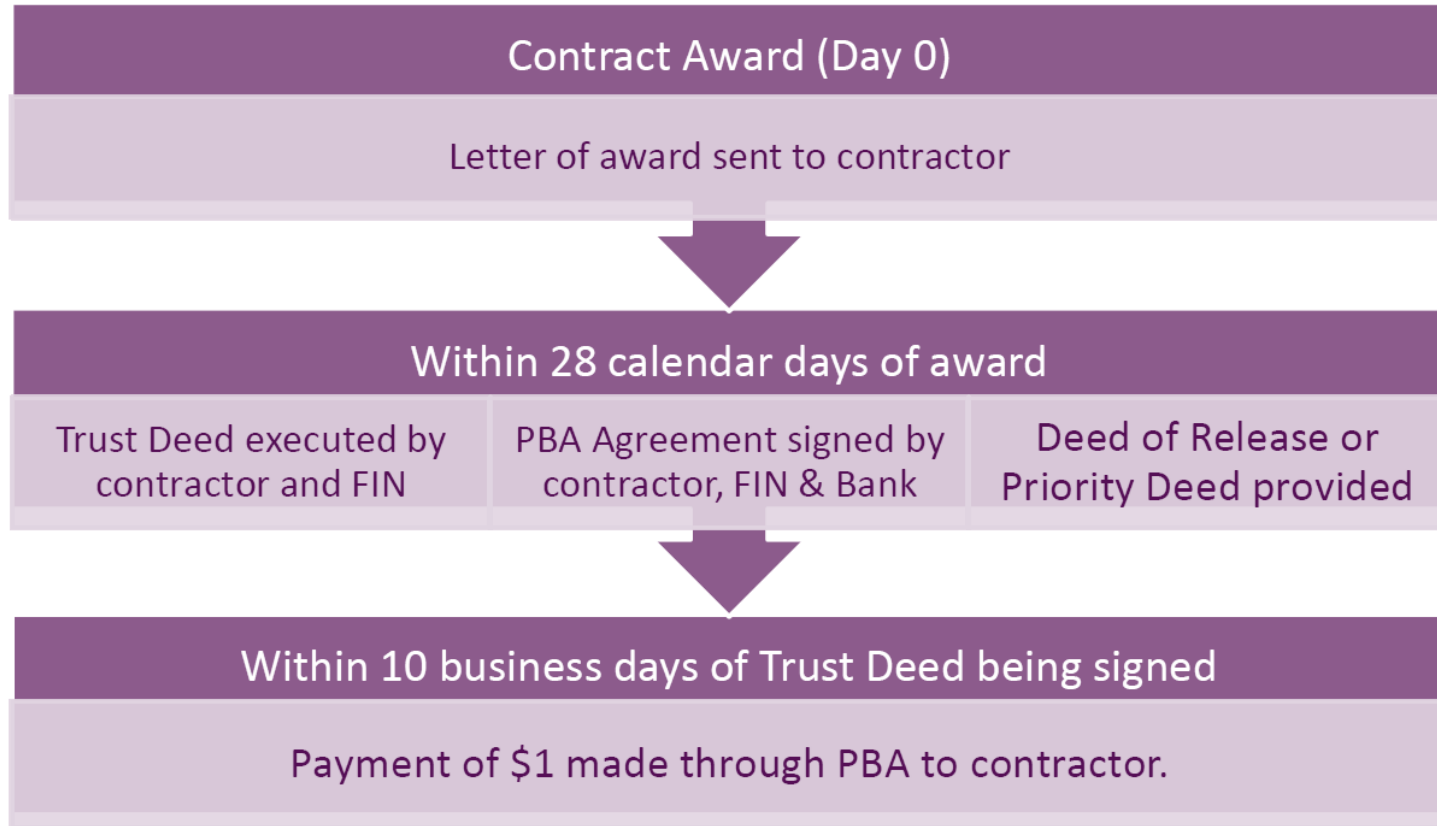 Contract Award (Day 0)
Letter of award sent to contractor
Within 28 calendar days of award
Trust Deed executed by
contractor and FIN
PBA Agreement signed by
contractor, FIN & Bank
Deed of Release or
Priority Deed provided
Within 10 business days of Trust Deed being signed
Payment of $1 made through PBA to contractor.